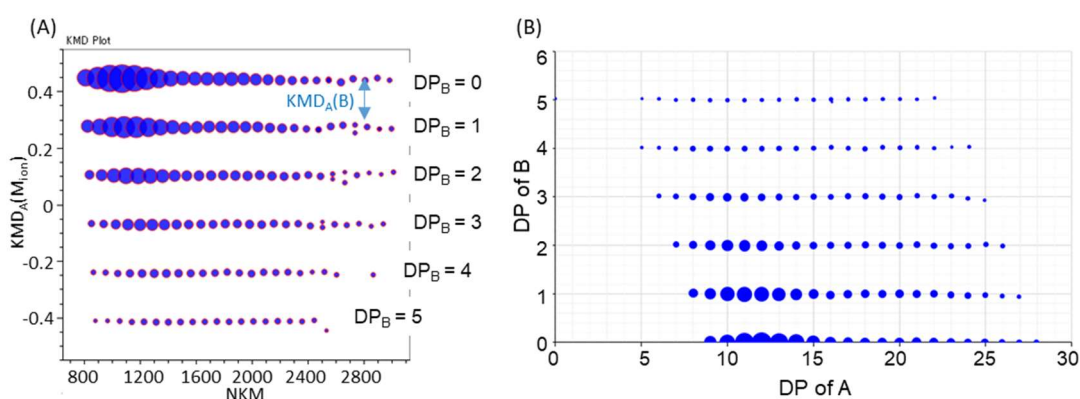 (A)
KMD Plot
KMD_A(M_ion)
0.4
0.2
0
-0.2
-0.4
DP_B = 0
KMD_A(B)
DP_B = 1
DP_B = 2
DP_B = 3
DP_B = 4
DP_B = 5
800 1200 1600 2000 2400 2800
NKM
(B)
DP of B
6
5
4
3
2
1
0
0 5 10 15 20 25 30
DP of A